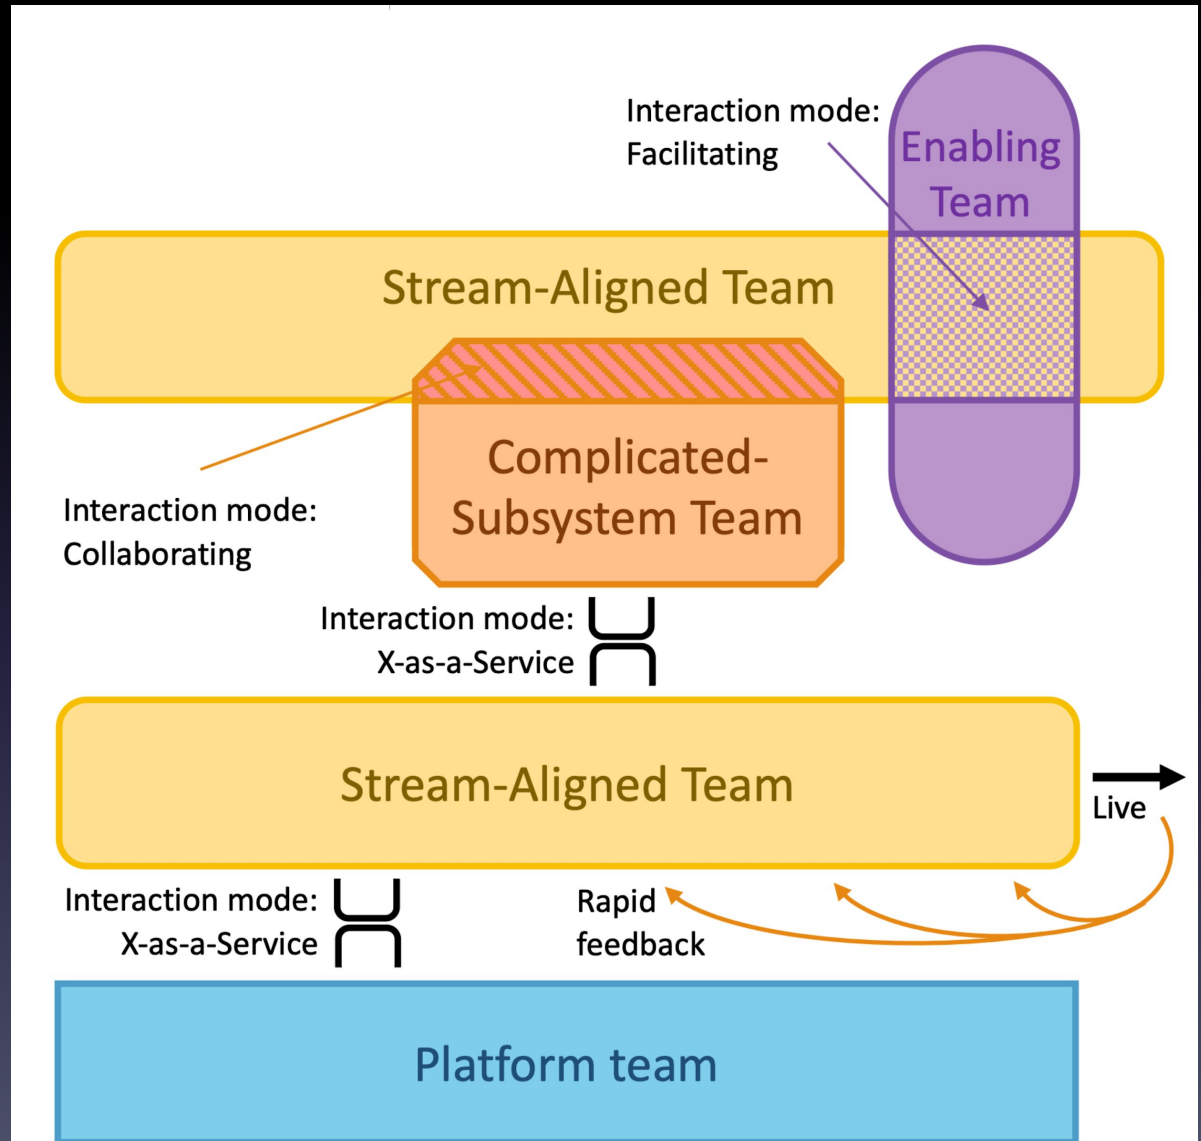 Interaction mode:
Facilitating
Enabling
Team
Stream-Aligned Team
Complicated-
Subsystem Team
Interaction mode:
Collaborating
Interaction mode:
X-as-a-Service
Stream-Aligned Team
Live
Interaction mode:
X-as-a-Service
Rapid
feedback
Platform team